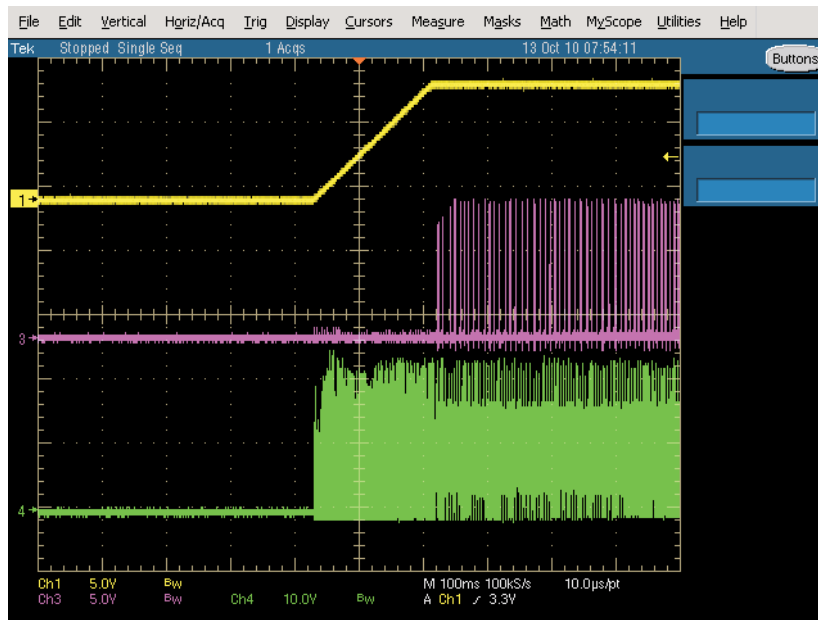 File Edit Vertical Horiz/Acq Trig Display Cursors Measure Masks Math MyScope Utilities Help
Tek Stopped Single Seq 1 Acqs 13 Oct 10 07:54:11
Buttons
1
3
4
Ch1 5.0V Bw M 100ms 100kS/s 10.0µs/pt
Ch3 5.0V Bw Ch4 10.0V Bw A Ch1 ∕ 3.3V